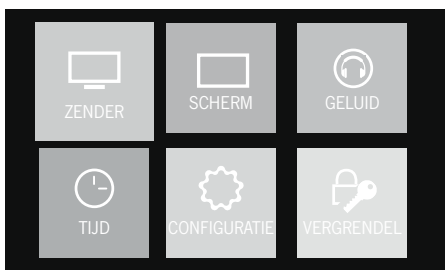 ZENDER
SCHERM
GELUID
TIJD
CONFIGURATIE
VERGRENDEL